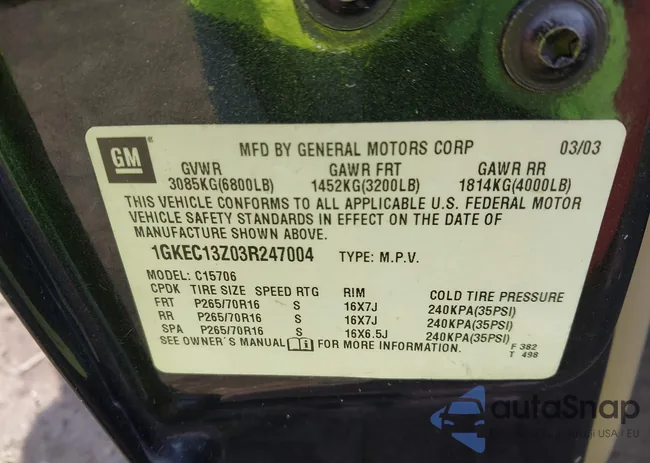 GM
MFD BY GENERAL MOTORS CORP 03/03
GVWR GAWR FRT GAWR RR
3085KG(6800LB) 1452KG(3200LB) 1814KG(4000LB)
THIS VEHICLE CONFORMS TO ALL APPLICABLE U.S. FEDERAL MOTOR
VEHICLE SAFETY STANDARDS IN EFFECT ON THE DATE OF
MANUFACTURE SHOWN ABOVE.
1GKEC13Z03R247004 TYPE: M.P.V.
MODEL: C15706
CPDK TIRE SIZE SPEED RTG RIM COLD TIRE PRESSURE
FRT P265/70R16 S 16X7J 240KPA(35PSI)
RR P265/70R16 S 16X7J 240KPA(35PSI)
SPA P265/70R16 S 16X6.5J 240KPA(35PSI)
SEE OWNER'S MANUAL FOR MORE INFORMATION. F 382
T 498
autoSnap
USA I EU